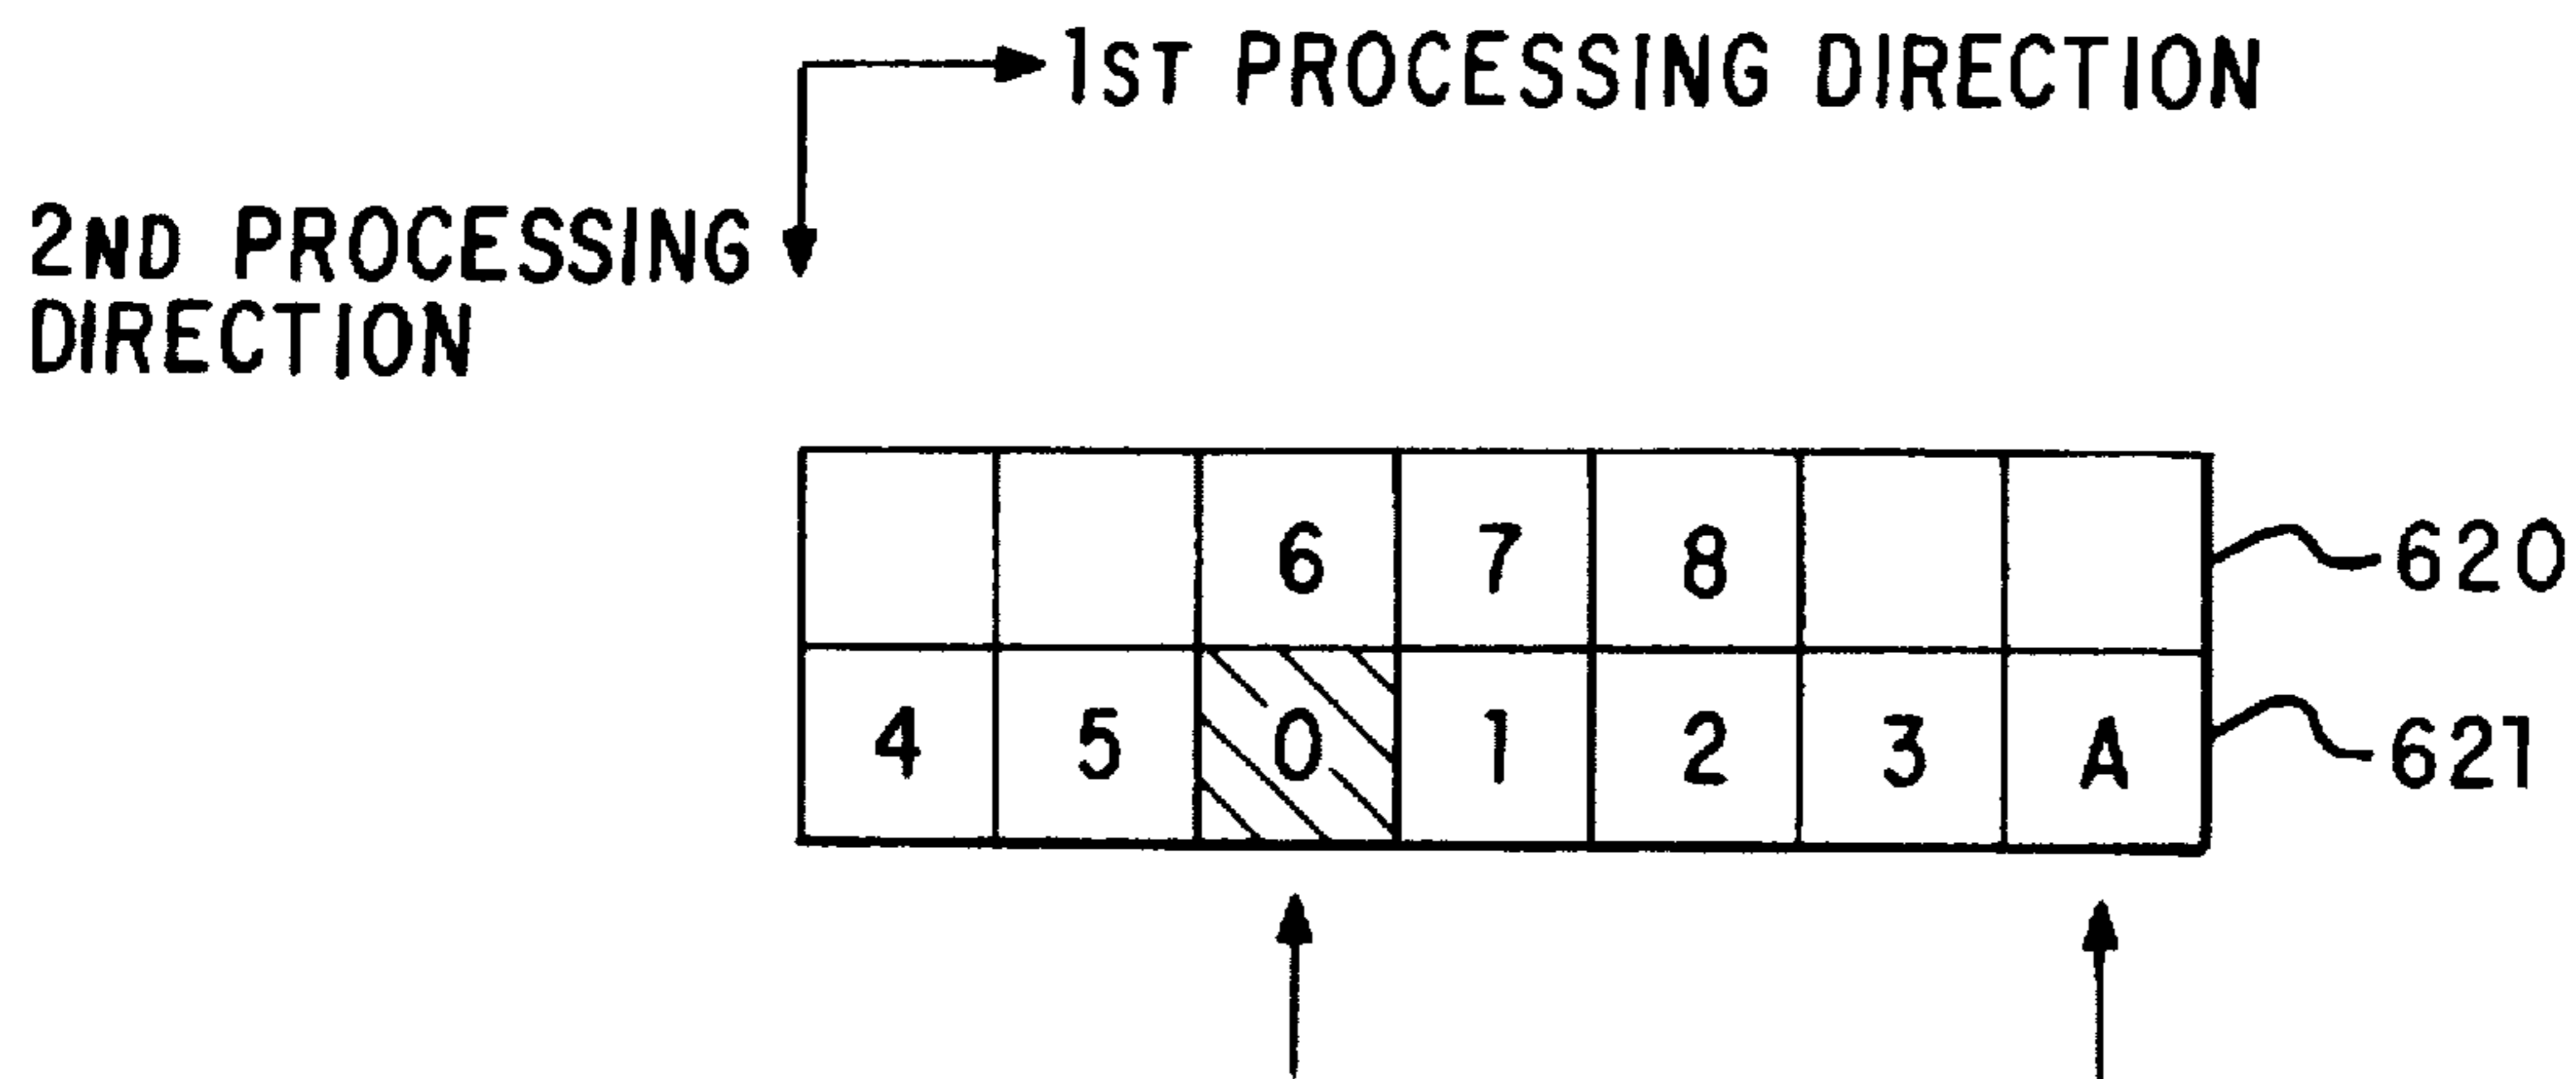 1ST PROCESSING DIRECTION
2ND PROCESSING
DIRECTION
6 7 8 620
4 5 0 1 2 3 A 621